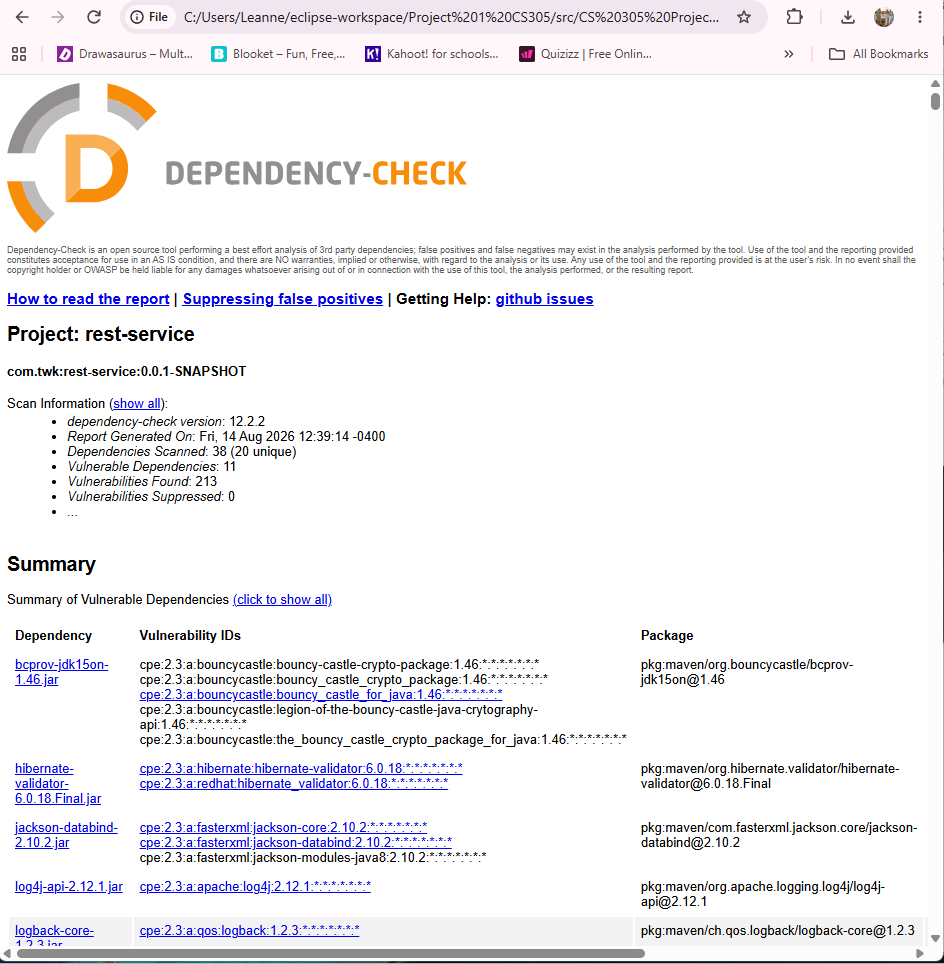 File
C:/Users/Leanne/eclipse-workspace/Project%201%20CS305/src/CS%20305%20Projec...
Drawasaurus – Mult...
Blooket – Fun, Free,...
Kahoot! for schools...
Quizizz | Free Onlin...
»
All Bookmarks
DEPENDENCY-CHECK
Dependency-Check is an open source tool performing a best effort analysis of 3rd party dependencies; false positives and false negatives may exist in the analysis performed by the tool. Use of the tool and the reporting provided
constitutes acceptance for use in an AS IS condition, and there are NO warranties, implied or otherwise, with regard to the analysis or its use. Any use of the tool and the reporting provided is at the user's risk. In no event shall the
copyright holder or OWASP be held liable for any damages whatsoever arising out of or in connection with the use of this tool, the analysis performed, or the resulting report.
How to read the report | Suppressing false positives | Getting Help: github issues
Project: rest-service
com.twk:rest-service:0.0.1-SNAPSHOT
Scan Information (show all):
• dependency-check version: 12.2.2
• Report Generated On: Fri, 14 Aug 2026 12:39:14 -0400
• Dependencies Scanned: 38 (20 unique)
• Vulnerable Dependencies: 11
• Vulnerabilities Found: 213
• Vulnerabilities Suppressed: 0
• ...
Summary
Summary of Vulnerable Dependencies (click to show all)
Dependency Vulnerability IDs Package
bcprov-jdk15on-
1.46.jar
cpe:2.3:a:bouncycastle:bouncy-castle-crypto-package:1.46:*:*:*:*:*:*:*
cpe:2.3:a:bouncycastle:bouncy_castle_crypto_package:1.46:*:*:*:*:*:*:*
cpe:2.3:a:bouncycastle:bouncy_castle_for_java:1.46:*:*:*:*:*:*:*
cpe:2.3:a:bouncycastle:legion-of-the-bouncy-castle-java-crytography-
api:1.46:*:*:*:*:*:*:*
cpe:2.3:a:bouncycastle:the_bouncy_castle_crypto_package_for_java:1.46:*:*:*:*:*:*:*
pkg:maven/org.bouncycastle/bcprov-
jdk15on@1.46
hibernate-
validator-
6.0.18.Final.jar
cpe:2.3:a:hibernate:hibernate-validator:6.0.18:*:*:*:*:*:*:*
cpe:2.3:a:redhat:hibernate_validator:6.0.18:*:*:*:*:*:*:*
pkg:maven/org.hibernate.validator/hibernate-
validator@6.0.18.Final
jackson-databind-
2.10.2.jar
cpe:2.3:a:fasterxml:jackson-core:2.10.2:*:*:*:*:*:*:*
cpe:2.3:a:fasterxml:jackson-databind:2.10.2:*:*:*:*:*:*:*
cpe:2.3:a:fasterxml:jackson-modules-java8:2.10.2:*:*:*:*:*:*:*
pkg:maven/com.fasterxml.jackson.core/jackson-
databind@2.10.2
log4j-api-2.12.1.jar
cpe:2.3:a:apache:log4j:2.12.1:*:*:*:*:*:*:*
pkg:maven/org.apache.logging.log4j/log4j-
api@2.12.1
logback-core-
1.2.3.jar
cpe:2.3:a:qos:logback:1.2.3:*:*:*:*:*:*:*
pkg:maven/ch.qos.logback/logback-core@1.2.3